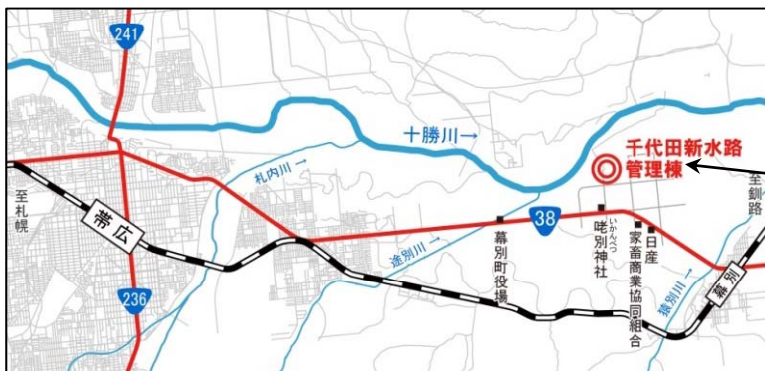 241
十勝川→
千代田新水路
管理棟
札内川→
至札幌
帯広
236
途別川→
38
幕別町役場
いかんべつ
咾別神社
家畜商業協同組合
日産
猿別川→
幕別
至釧路